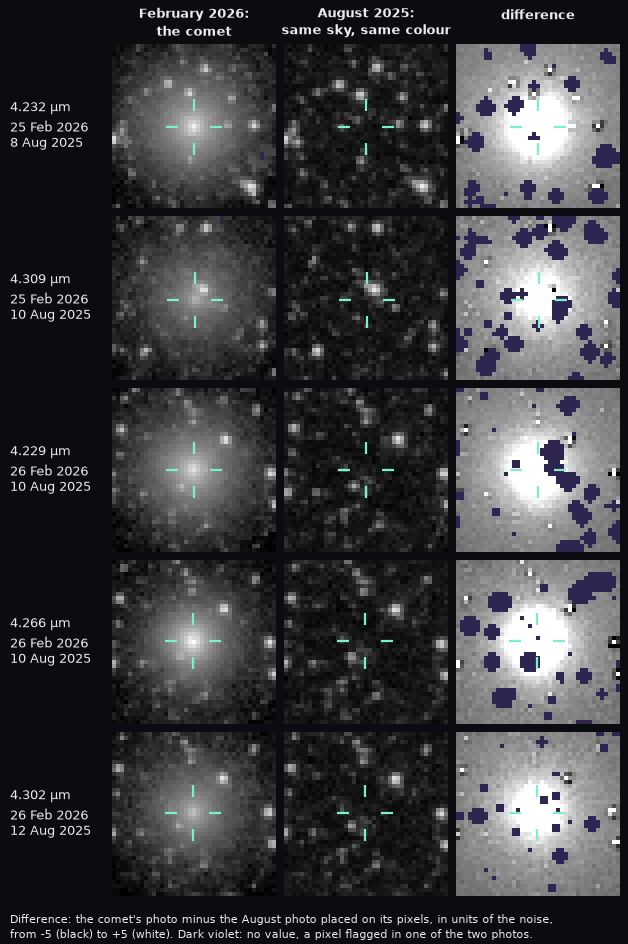 February 2026:
the comet
August 2025:
same sky, same colour
difference
4.232 µm
25 Feb 2026
8 Aug 2025
4.309 µm
25 Feb 2026
10 Aug 2025
4.229 µm
26 Feb 2026
10 Aug 2025
4.266 µm
26 Feb 2026
10 Aug 2025
4.302 µm
26 Feb 2026
12 Aug 2025
Difference: the comet's photo minus the August photo placed on its pixels, in units of the noise,
from -5 (black) to +5 (white). Dark violet: no value, a pixel flagged in one of the two photos.